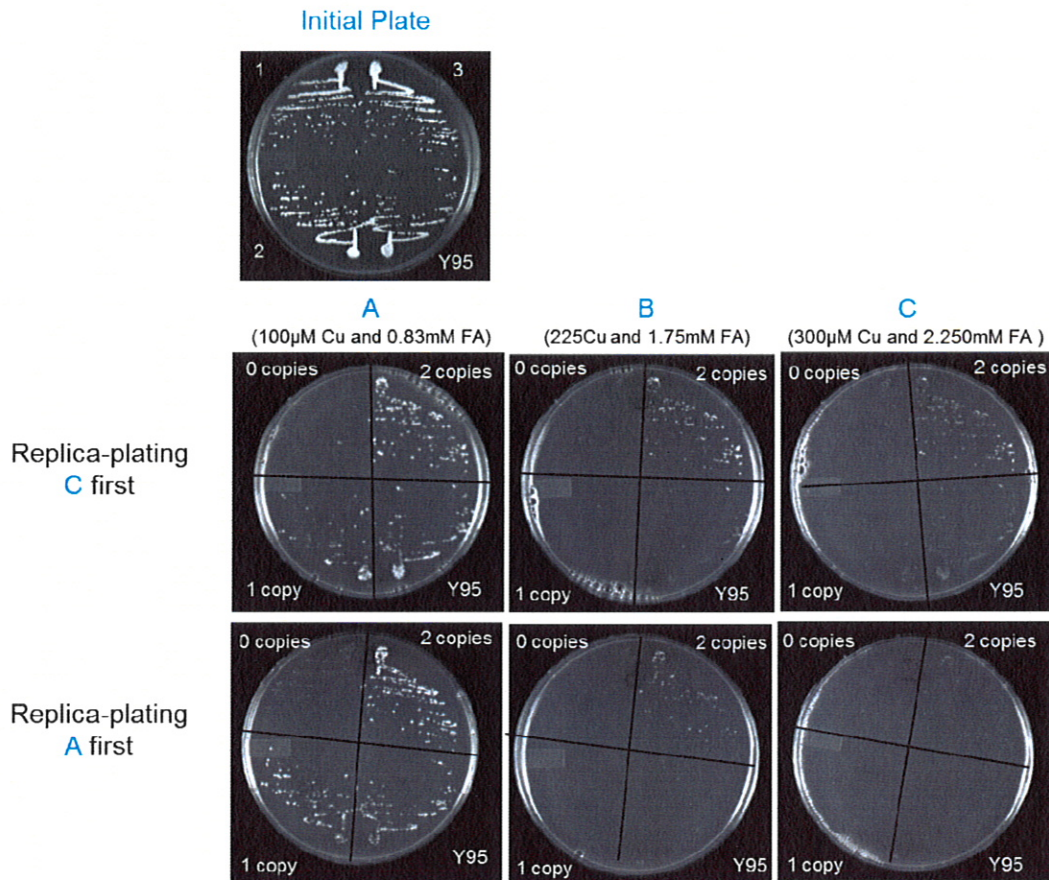 Initial Plate
1
3
2
Y95
A
B
C
(100µM Cu and 0.83mM FA)
(225Cu and 1.75mM FA)
(300µM Cu and 2.250mM FA )
0 copies
2 copies
0 copies
2 copies
0 copies
2 copies
Replica-plating
C first
1 copy
Y95
1 copy
Y95
1 copy
Y95
0 copies
2 copies
0 copies
2 copies
0 copies
2 copies
Replica-plating
A first
1 copy
Y95
1 copy
Y95
1 copy
Y95